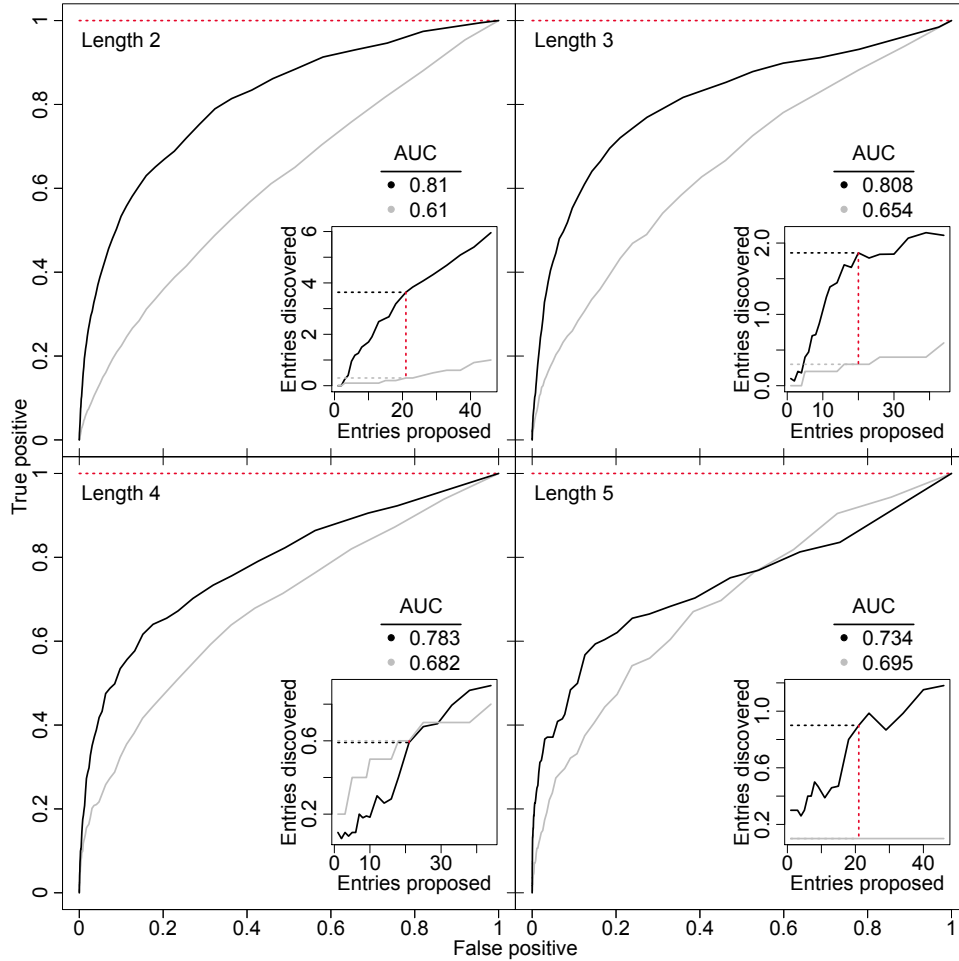 Length 2
AUC
0.81
0.61
Entries discovered
0 2 4 6
0 20 40
Entries proposed
0 0.2 0.4 0.6 0.8 1
Length 3
AUC
0.808
0.654
Entries discovered
0.0 1.0 2.0
10 30
Entries proposed
True positive
Length 4
AUC
0.783
0.682
Entries discovered
0.2 0.6
0 10 30
Entries proposed
0 0.2 0.4 0.6 0.8 1
0 0.2 0.4 0.6 0.8 1
Length 5
AUC
0.734
0.695
Entries discovered
0.2 0.6 1.0
0 20 40
Entries proposed
0 0.2 0.4 0.6 0.8 1
False positive